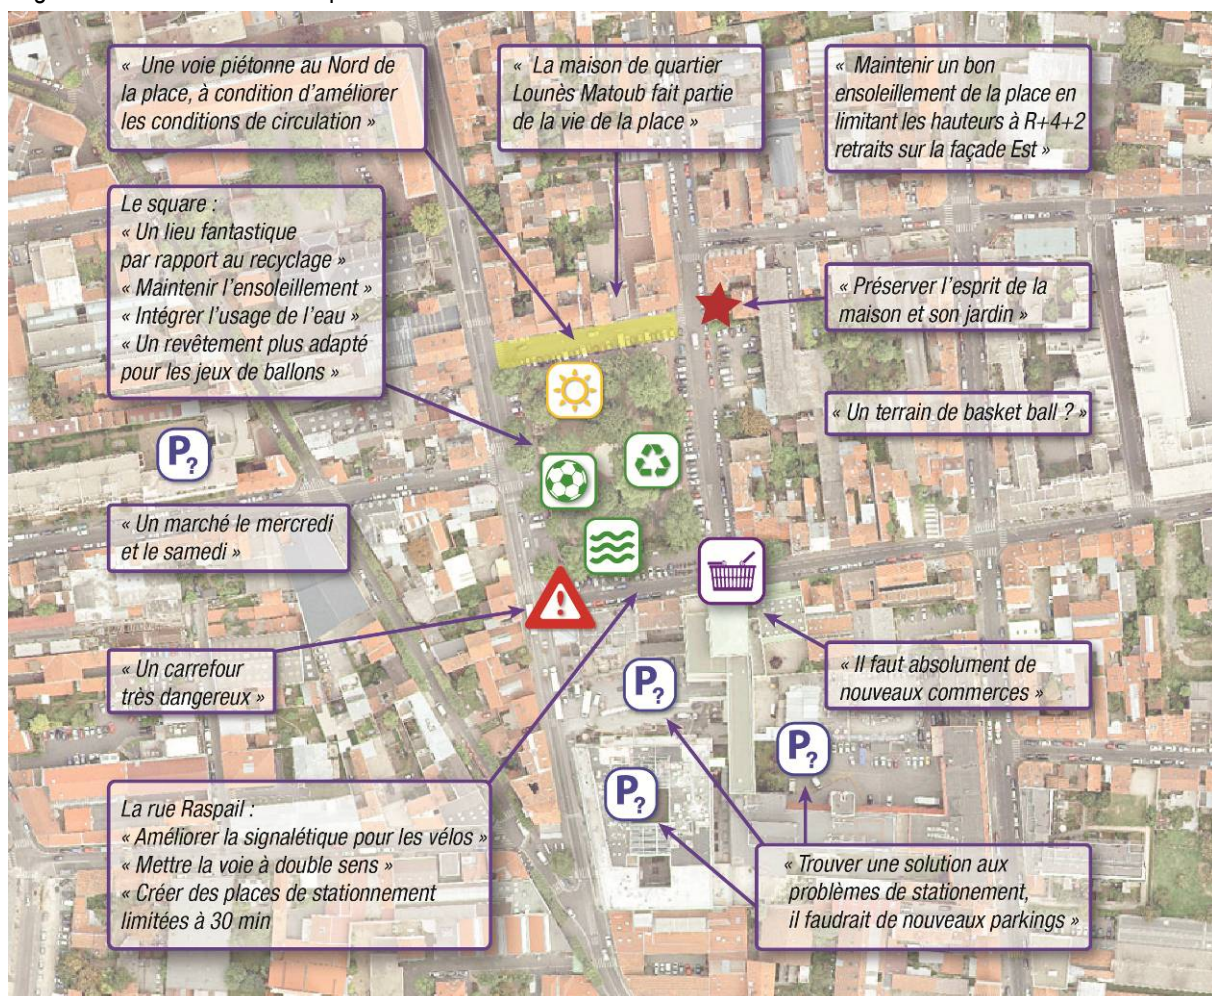 « Une voie piétonne au Nord de
la place, à condition d'améliorer
les conditions de circulation »
« La maison de quartier
Lounès Matoub fait partie
de la vie de la place »
« Maintenir un bon
ensoleillement de la place en
limitant les hauteurs à R+4+2
retraits sur la façade Est »
Le square :
« Un lieu fantastique
par rapport au recyclage »
« Maintenir l'ensoleillement »
« Intégrer l'usage de l'eau »
« Un revêtement plus adapté
pour les jeux de ballons »
« Préserver l'esprit de la
maison et son jardin »
« Un terrain de basket ball ? »
P?
« Un marché le mercredi
et le samedi »
« Un carrefour
très dangereux »
« Il faut absolument de
nouveaux commerces »
P?
P?
P?
La rue Raspail :
« Améliorer la signalétique pour les vélos »
« Mettre la voie à double sens »
« Créer des places de stationnement
limitées à 30 min
« Trouver une solution aux
problèmes de stationement,
il faudrait de nouveaux parkings »